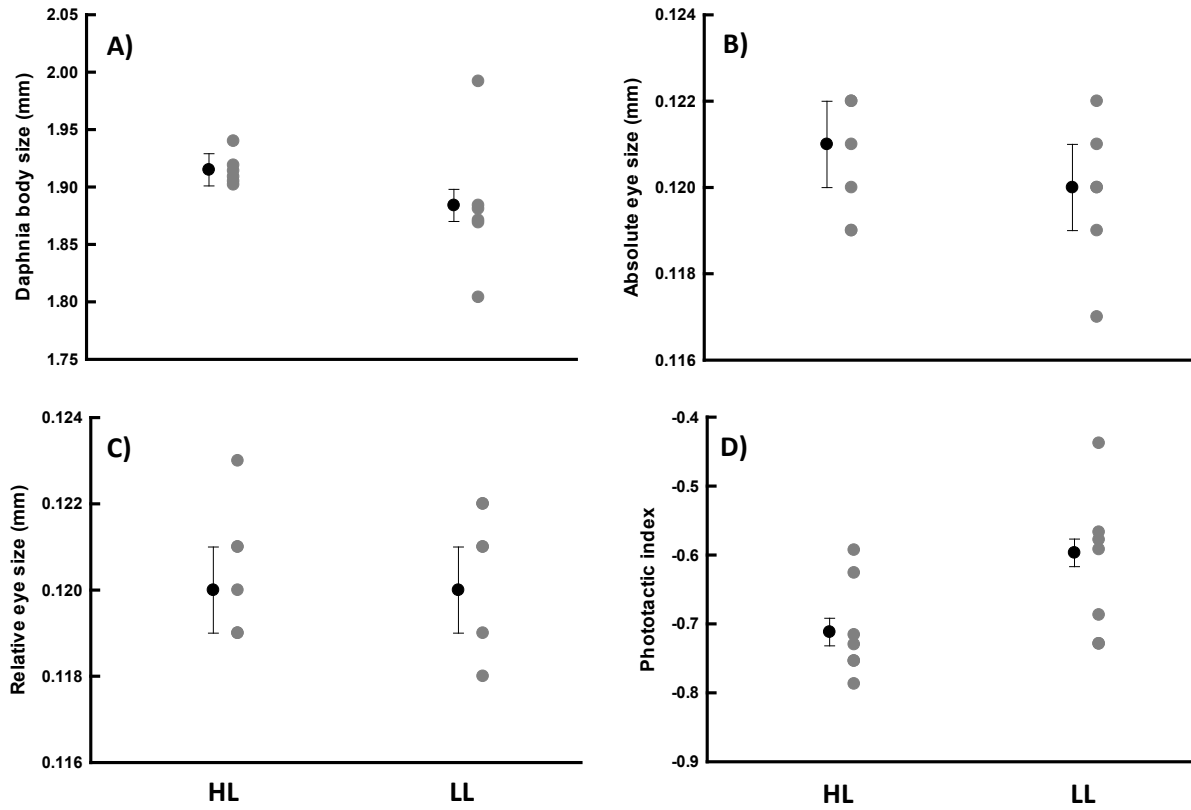 A)
Daphnia body size (mm)
2.05
2.00
1.95
1.90
1.85
1.80
1.75
B)
Absolute eye size (mm)
0.124
0.122
0.120
0.118
0.116
C)
Relative eye size (mm)
0.124
0.122
0.120
0.118
0.116
HL
LL
D)
Phototactic index
-0.4
-0.5
-0.6
-0.7
-0.8
-0.9
HL
LL